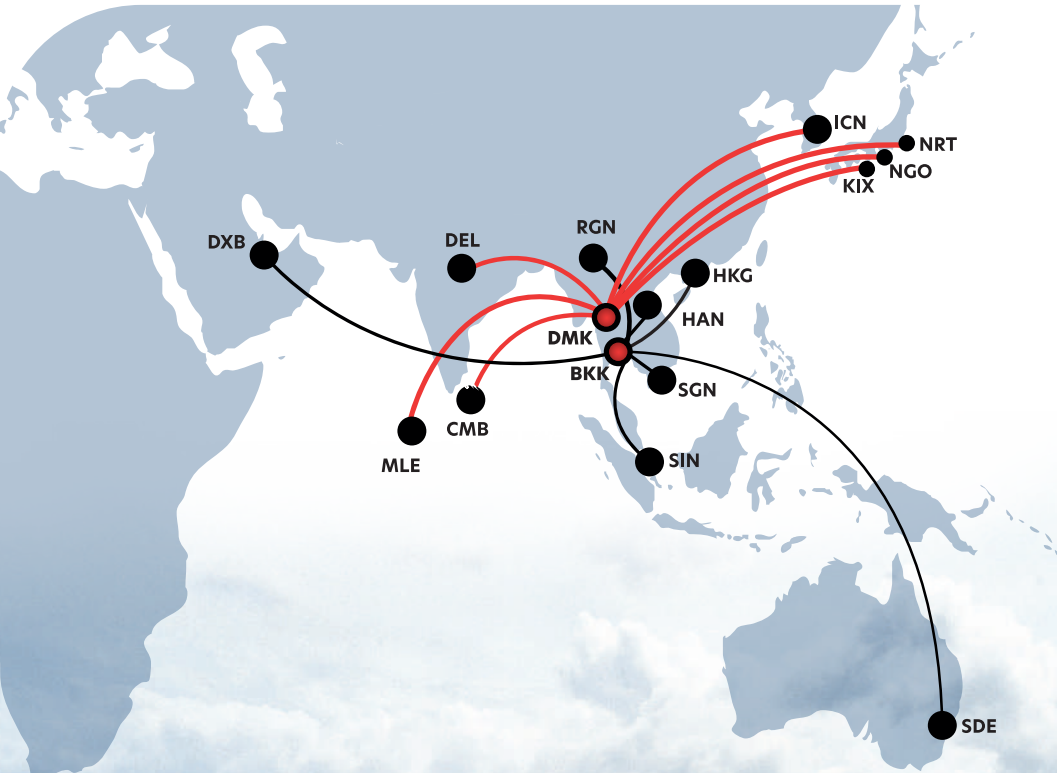 ICN
NRT
NGO
KIX
RGN
DEL
DXB
HKG
HAN
DMK
BKK
SGN
CMB
MLE
SIN
SDE